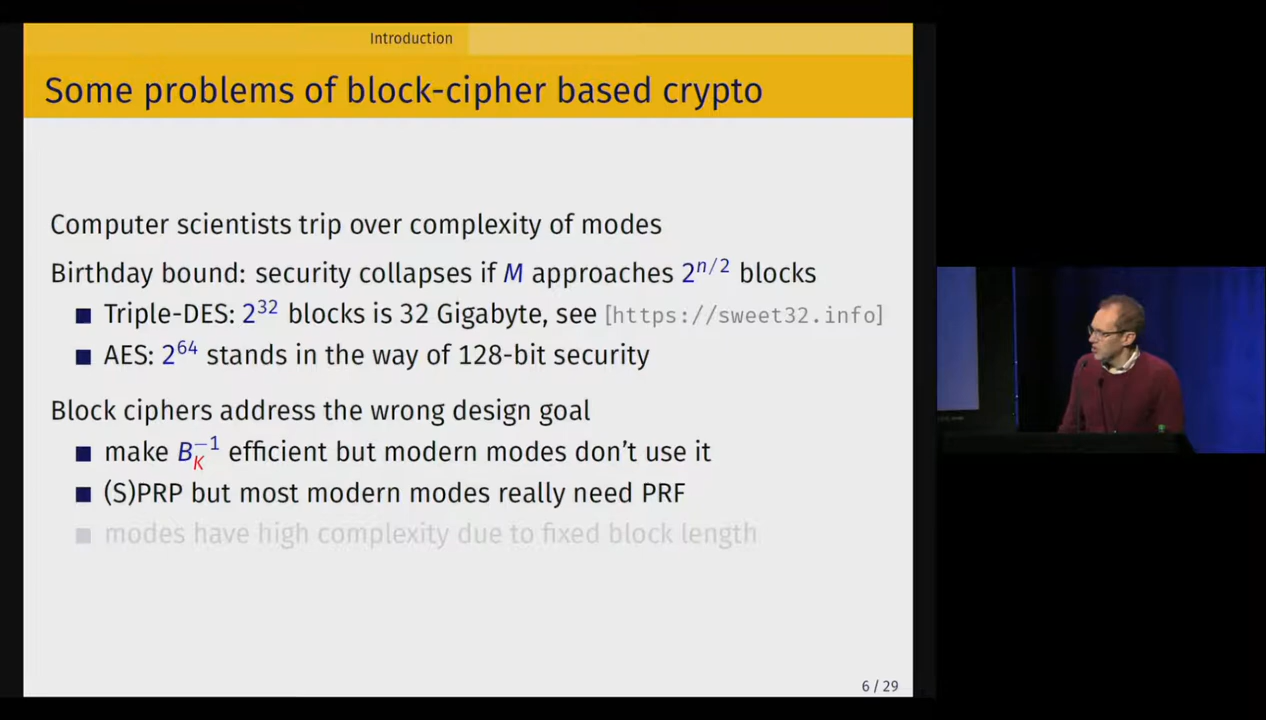 Introduction
Some problems of block-cipher based crypto
Computer scientists trip over complexity of modes
Birthday bound: security collapses if M approaches 2^{n/2} blocks
■ Triple-DES: 2^{32} blocks is 32 Gigabyte, see [https://sweet32.info]
■ AES: 2^{64} stands in the way of 128-bit security
Block ciphers address the wrong design goal
■ make B_K^{-1} efficient but modern modes don't use it
■ (S)PRP but most modern modes really need PRF
■ modes have high complexity due to fixed block length
6 / 29